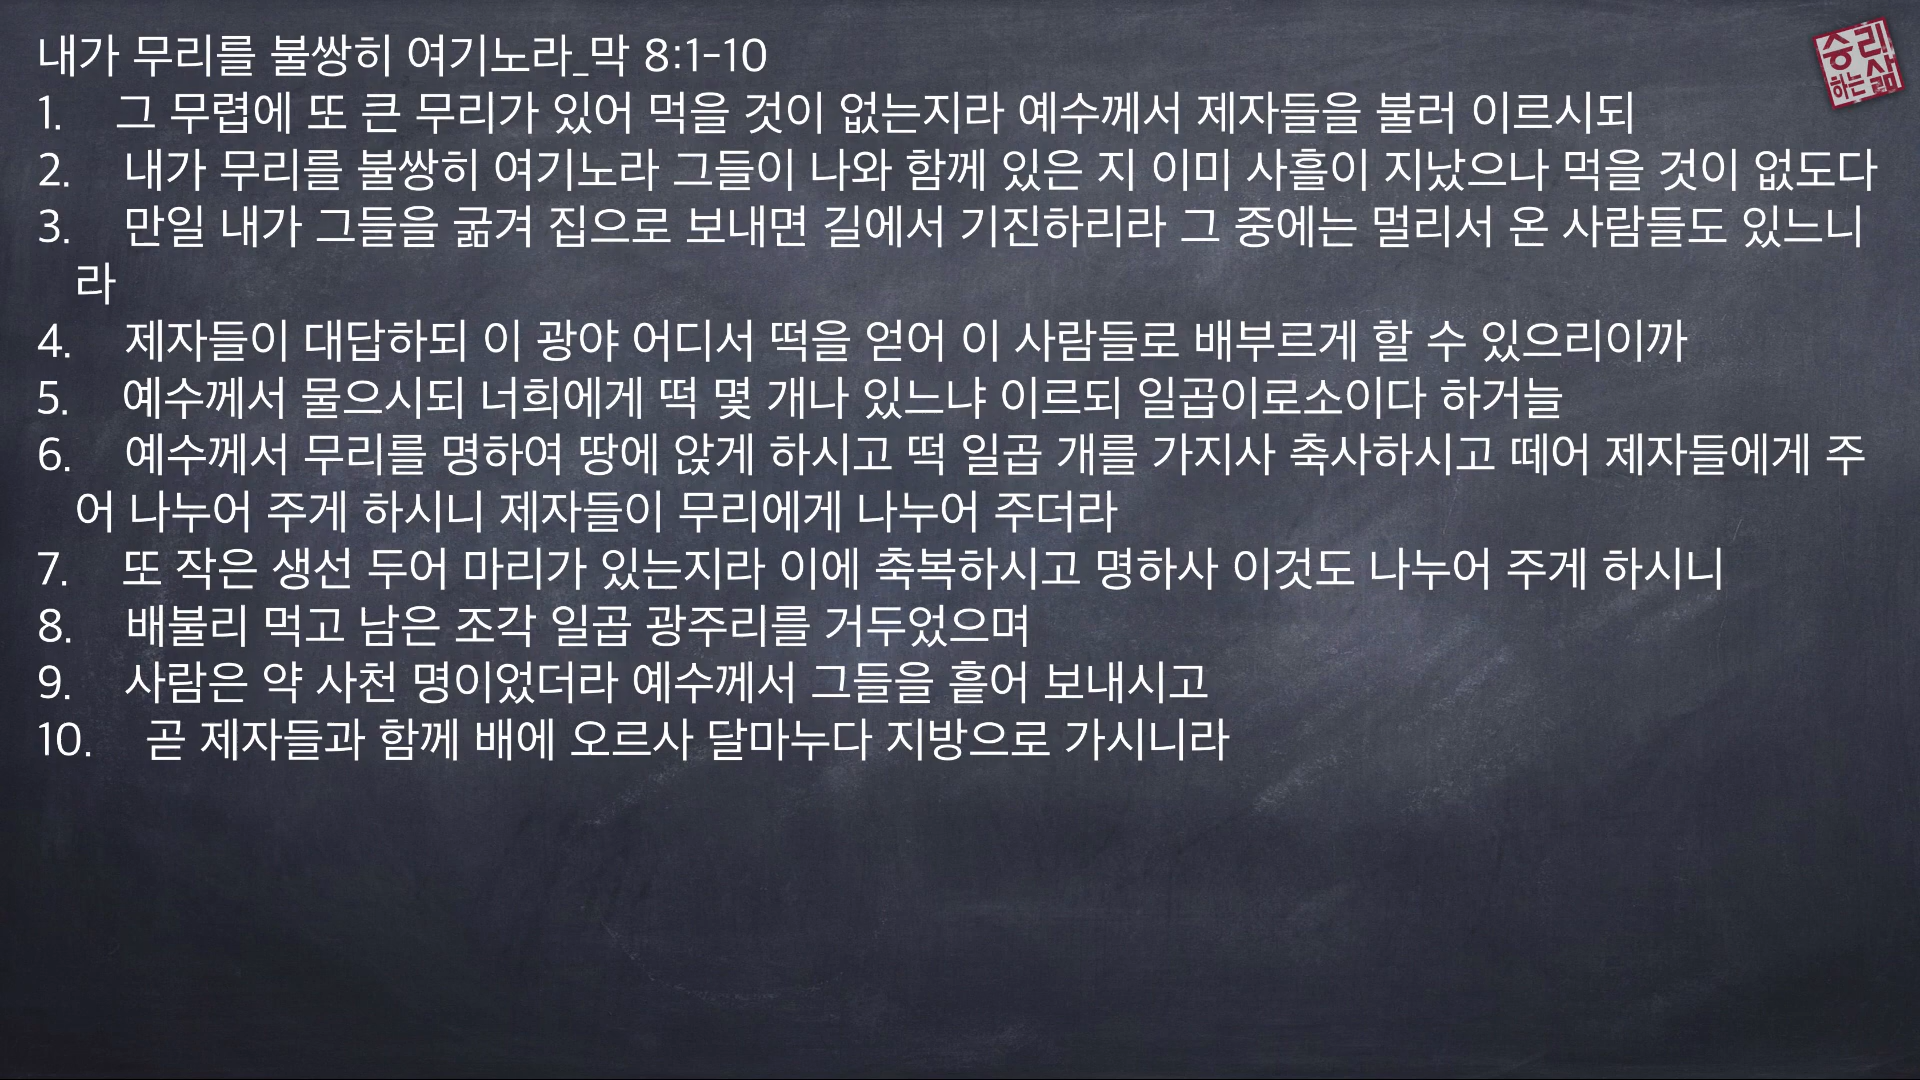 내가 무리를 불쌍히 여기노라_막 8:1-10
승리
하는 삶
1. 그 무렵에 또 큰 무리가 있어 먹을 것이 없는지라 예수께서 제자들을 불러 이르시되
2. 내가 무리를 불쌍히 여기노라 그들이 나와 함께 있은 지 이미 사흘이 지났으나 먹을 것이 없도다
3. 만일 내가 그들을 굶겨 집으로 보내면 길에서 기진하리라 그 중에는 멀리서 온 사람들도 있느니
라
4. 제자들이 대답하되 이 광야 어디서 떡을 얻어 이 사람들로 배부르게 할 수 있으리이까
5. 예수께서 물으시되 너희에게 떡 몇 개나 있느냐 이르되 일곱이로소이다 하거늘
6. 예수께서 무리를 명하여 땅에 앉게 하시고 떡 일곱 개를 가지사 축사하시고 떼어 제자들에게 주
어 나누어 주게 하시니 제자들이 무리에게 나누어 주더라
7. 또 작은 생선 두어 마리가 있는지라 이에 축복하시고 명하사 이것도 나누어 주게 하시니
8. 배불리 먹고 남은 조각 일곱 광주리를 거두었으며
9. 사람은 약 사천 명이었더라 예수께서 그들을 흩어 보내시고
10. 곧 제자들과 함께 배에 오르사 달마누다 지방으로 가시니라